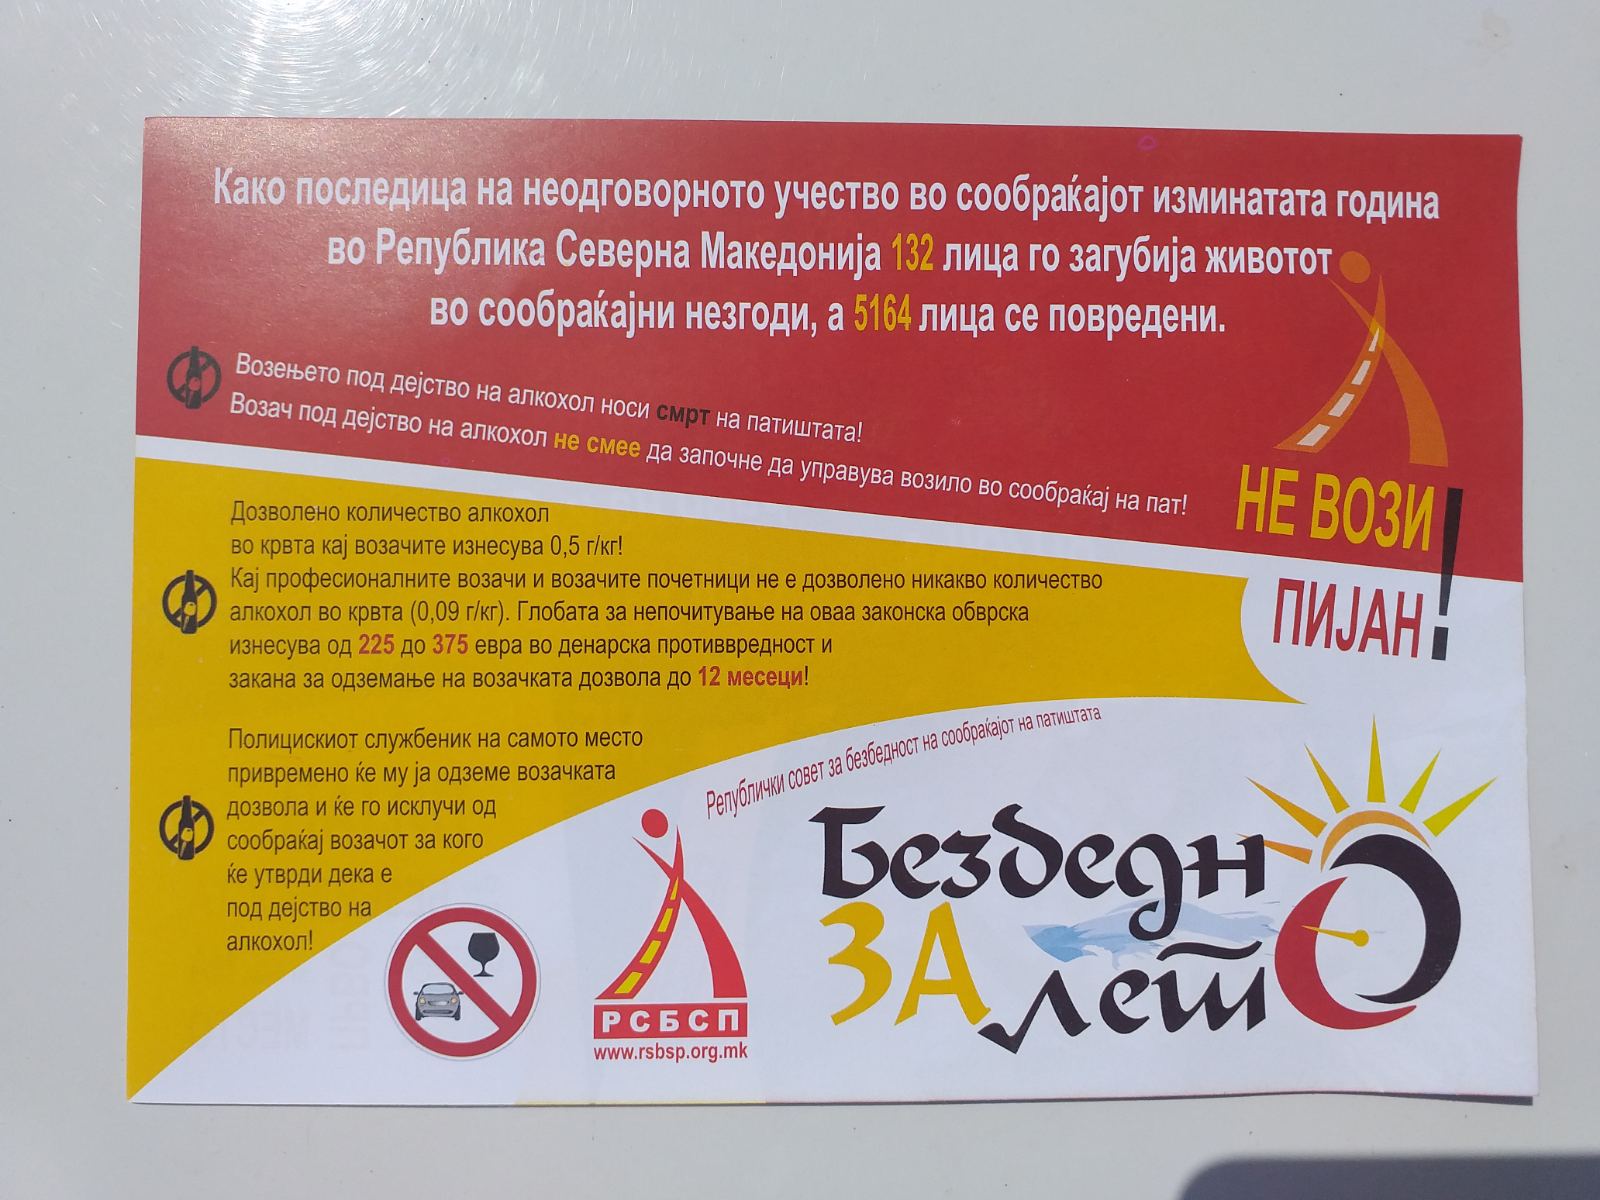 Како последица на неодговорното учество во сообраќајот изминатата година
во Република Северна Македонија 132 лица го загубија животот
во сообраќајни незгоди, а 5164 лица се повредени.
Возењето под дејство на алкохол носи смрт на патиштата!
Возач под дејство на алкохол не смее да започне да управува возило во сообраќај на пат!
НЕ ВОЗИ
ПИЈАН!
Дозволено количество алкохол
во крвта кај возачите изнесува 0,5 г/кг!
Кај професионалните возачи и возачите почетници не е дозволено никакво количество
алкохол во крвта (0,09 г/кг). Глобата за непочитување на оваа законска обврска
изнесува од 225 до 375 евра во денарска противвредност и
закана за одземање на возачката дозвола до 12 месеци!
Полицискиот службеник на самото место
привремено ќе му ја одземе возачката
дозвола и ќе го исклучи од
сообраќај возачот за кого
ќе утврди дека е
под дејство на
алкохол!
Републички совет за безбедност на сообраќајот на патиштата
РСБСП
www.rsbsp.org.mk
Безбедно
ЗА лето